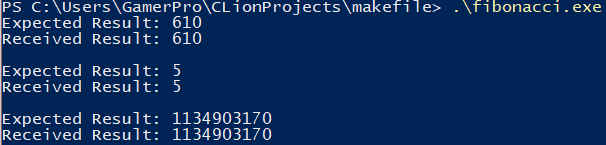 PS C:\Users\GamerPro\CLionProjects\makefile> .\fibonacci.exe
Expected Result: 610
Received Result: 610
Expected Result: 5
Received Result: 5
Expected Result: 1134903170
Received Result: 1134903170